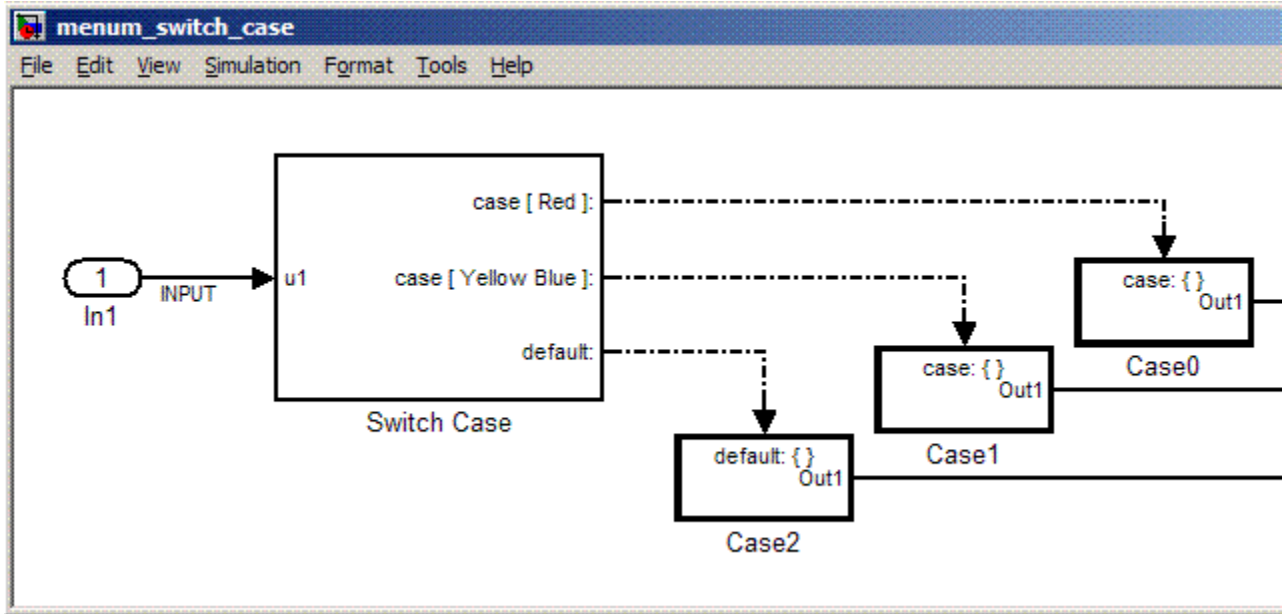 menum_switch_case
File Edit View Simulation Format Tools Help
case [ Red ]:
u1
case [ Yellow Blue ]:
default:
Switch Case
1
In1
INPUT
case: { }
Out1
Case0
case: { }
Out1
Case1
default: { }
Out1
Case2